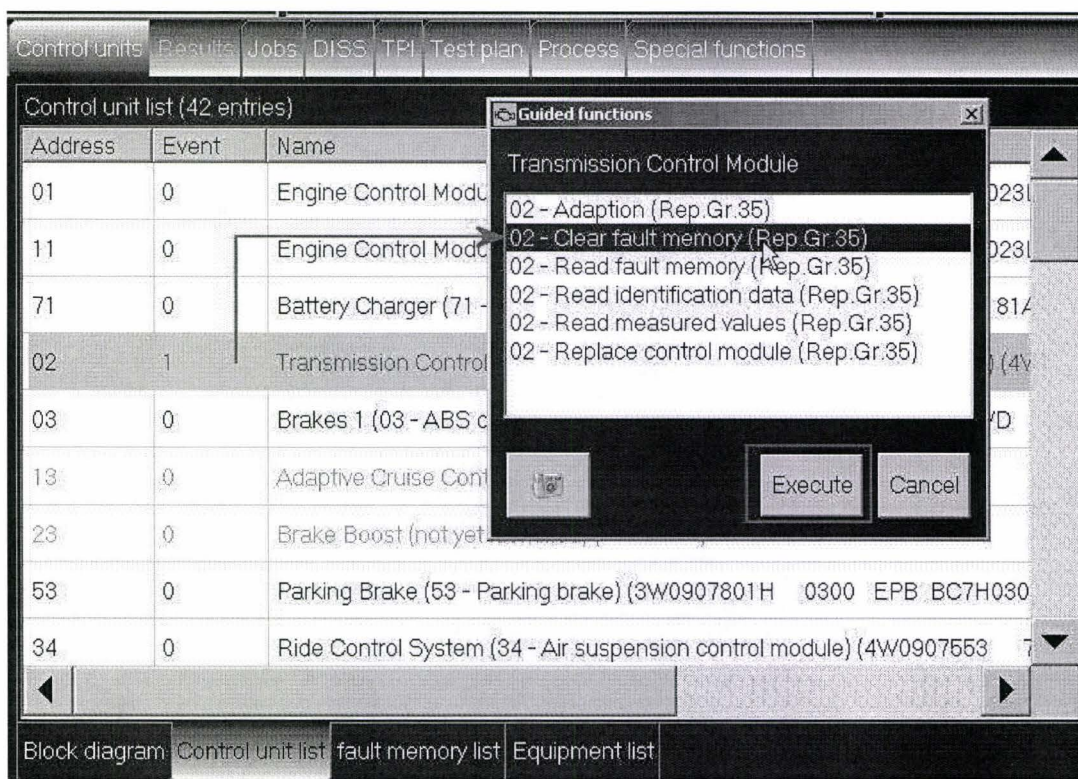 Control units Results Jobs DISS TPI Test plan Process Special functions
Control unit list (42 entries)
Address Event Name
01 0 Engine Control Modu
11 0 Engine Control Modu
71 0 Battery Charger (71 - 81A
02 1 Transmission Control ) (4W
03 0 Brakes 1 (03 - ABS c
13 0 Adaptive Cruise Cont
23 0 Brake Boost (not yet
53 0 Parking Brake (53 - Parking brake) (3W0907801H 0300 EPB BC7H030
34 0 Ride Control System (34 - Air suspension control module) (4W0907553 7
Guided functions
Transmission Control Module
02 - Adaption (Rep.Gr.35)
02 - Clear fault memory (Rep.Gr.35)
02 - Read fault memory (Rep.Gr.35)
02 - Read identification data (Rep.Gr.35)
02 - Read measured values (Rep.Gr.35)
02 - Replace control module (Rep.Gr.35)
Execute Cancel
Block diagram Control unit list fault memory list Equipment list